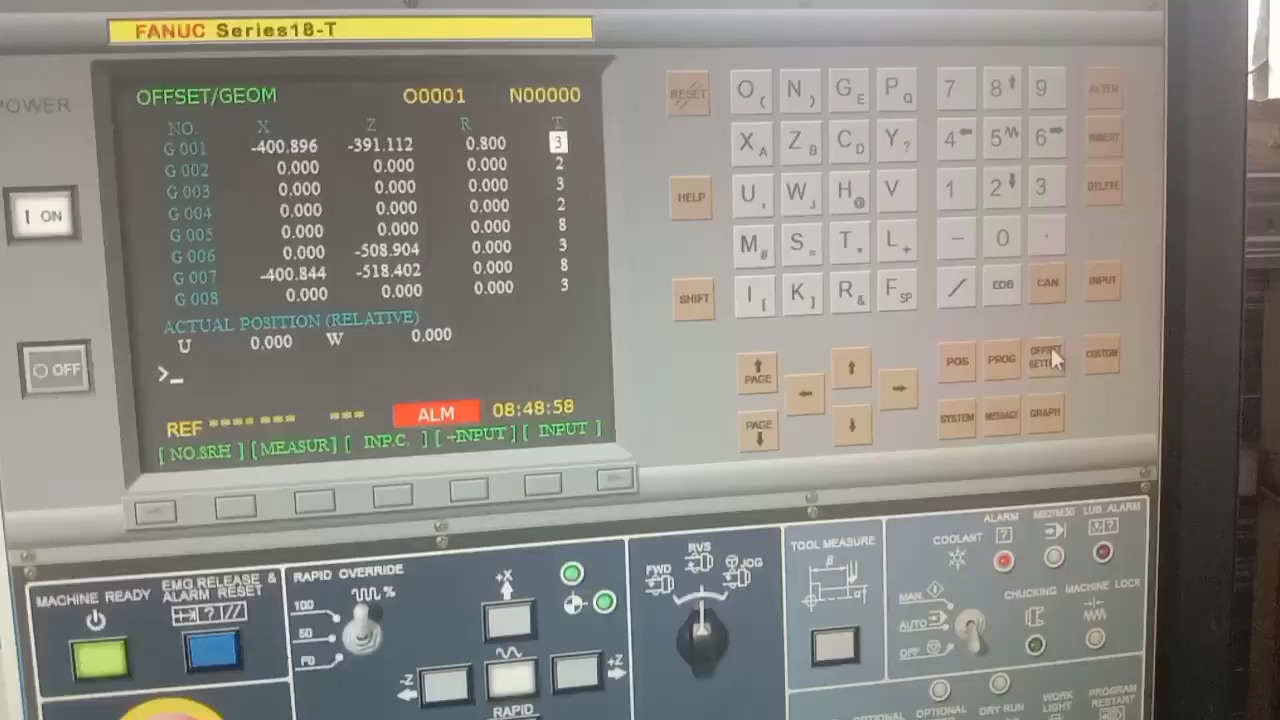 FANUC Series18-T
POWER
I ON
OFF
OFFSET/GEOM O0001 N00000
NO. X Z R T
G 001 -400.896 -391.112 0.800 3
G 002 0.000 0.000 0.000 2
G 003 0.000 0.000 0.000 3
G 004 0.000 0.000 0.000 2
G 005 0.000 0.000 0.000 8
G 006 0.000 -508.904 0.000 3
G 007 -400.844 -518.402 0.000 8
G 008 0.000 0.000 0.000 3
ACTUAL POSITION (RELATIVE)
U 0.000 W 0.000
>_
REF **** *** *** ALM 08:48:58
[ NO.SRH ] [ MEASUR ] [ INP.C. ] [ +INPUT ] [ INPUT ]
RESET O ( N ) G E P Q 7 8 9 ALTER
X A Z B C D Y ? 4 5 6 INSERT
HELP U , W H @ V 1 2 3 DELETE
M # S = T * L + - 0 .
SHIFT I [ K ] R & F SP / EOB CAN INPUT
PAGE POS PROG OFFSET SETT CUSTOM
PAGE SYSTEM MESSAGE GRAPH
MACHINE READY
EMG.RELEASE &
ALARM RESET
RAPID OVERRIDE
%
100
50
F0
+X
-Z
+Z
RAPID
FWD RVS JOG
TOOL MEASURE
COOLANT
MAN.
AUTO
OFF
ALARM
LUB. ALARM
CHUCKING
MACHINE LOCK
OPTIONAL
OPTIONAL
DRY RUN
WORK
LIGHT
PROGRAM
RESTART